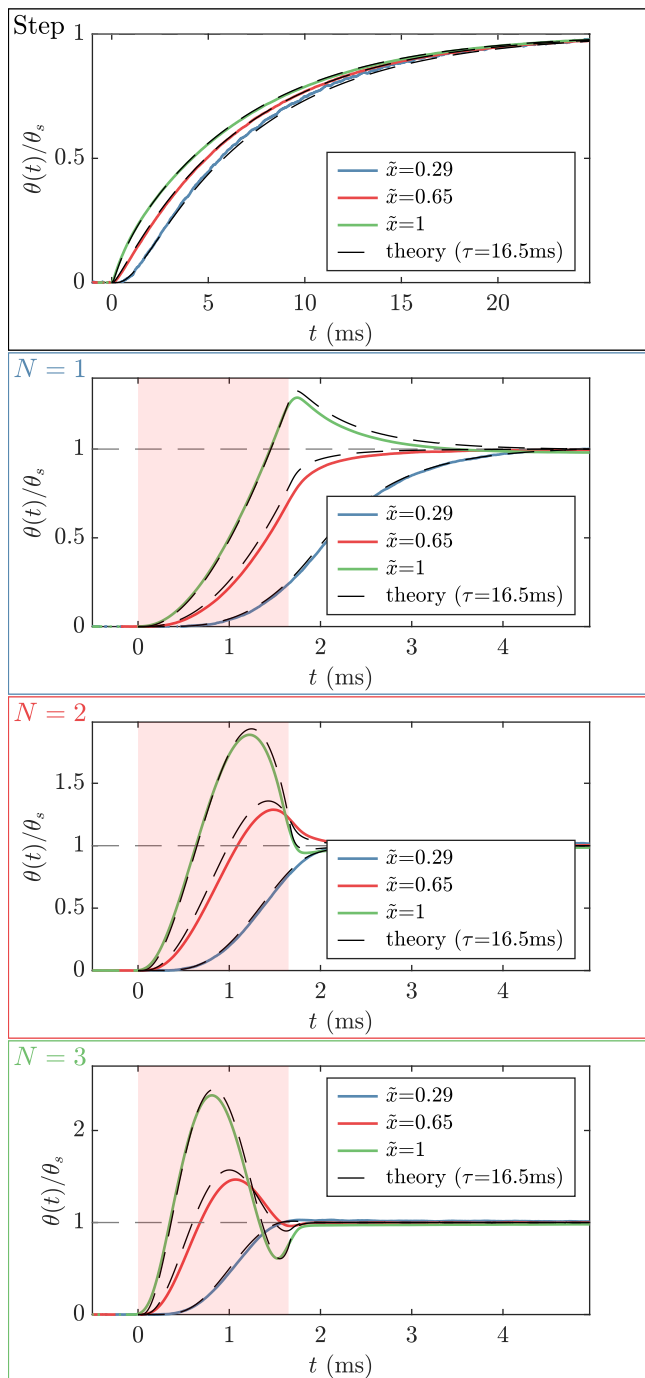 Step
1
0.5
0
θ(t)/θₛ
x̃=0.29
x̃=0.65
x̃=1
theory (τ=16.5ms)
0 5 10 15 20
t (ms)
N = 1
1
0.5
0
θ(t)/θₛ
x̃=0.29
x̃=0.65
x̃=1
theory (τ=16.5ms)
0 1 2 3 4
t (ms)
N = 2
1.5
1
0.5
0
θ(t)/θₛ
x̃=0.29
x̃=0.65
x̃=1
theory (τ=16.5ms)
0 1 2 3 4
t (ms)
N = 3
2
1
0
θ(t)/θₛ
x̃=0.29
x̃=0.65
x̃=1
theory (τ=16.5ms)
0 1 2 3 4
t (ms)